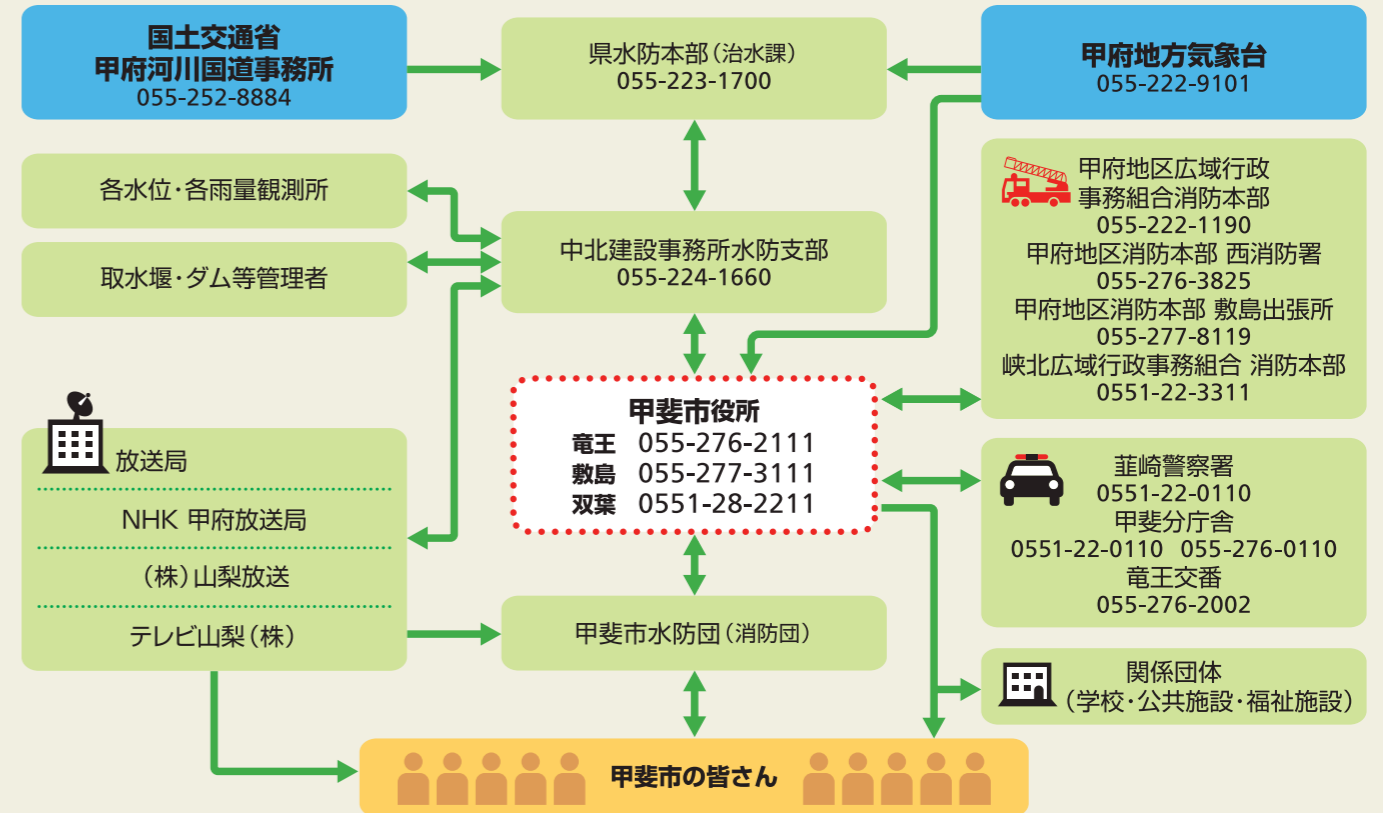 国土交通省
甲府河川国道事務所
055-252-8884
県水防本部（治水課）
055-223-1700
甲府地方気象台
055-222-9101
各水位・各雨量観測所
取水堰・ダム等管理者
中北建設事務所水防支部
055-224-1660
甲府地区広域行政
事務組合消防本部
055-222-1190
甲府地区消防本部 西消防署
055-276-3825
甲府地区消防本部 敷島出張所
055-277-8119
峡北広域行政事務組合 消防本部
0551-22-3311
甲斐市役所
竜王 055-276-2111
敷島 055-277-3111
双葉 0551-28-2211
放送局
NHK 甲府放送局
（株）山梨放送
テレビ山梨（株）
韮崎警察署
0551-22-0110
甲斐分庁舎
0551-22-0110 055-276-0110
竜王交番
055-276-2002
甲斐市水防団（消防団）
関係団体
（学校・公共施設・福祉施設）
甲斐市の皆さん